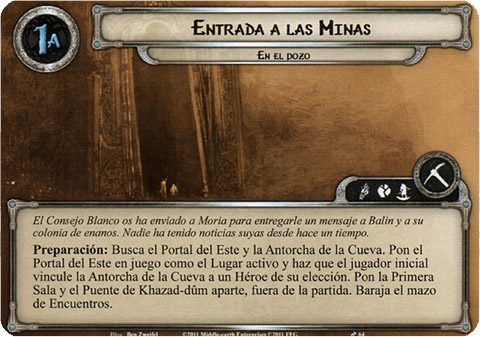 1A
ENTRADA A LAS MINAS
EN EL POZO
El Consejo Blanco os ha enviado a Moria para entregarle un mensaje a Balin y a su
colonia de enanos. Nadie ha tenido noticias suyas desde hace un tiempo.
Preparación: Busca el Portal del Este y la Antorcha de la Cueva. Pon el
Portal del Este en juego como el Lugar activo y haz que el jugador inicial
vincule la Antorcha de la Cueva a un Héroe de su elección. Pon la Primera
Sala y el Puente de Khazad-dûm aparte, fuera de la partida. Baraja el mazo
de Encuentros.
Ilus. Ben Zweifel ©2011 Middle-earth Enterprises ©2011 FFG 64